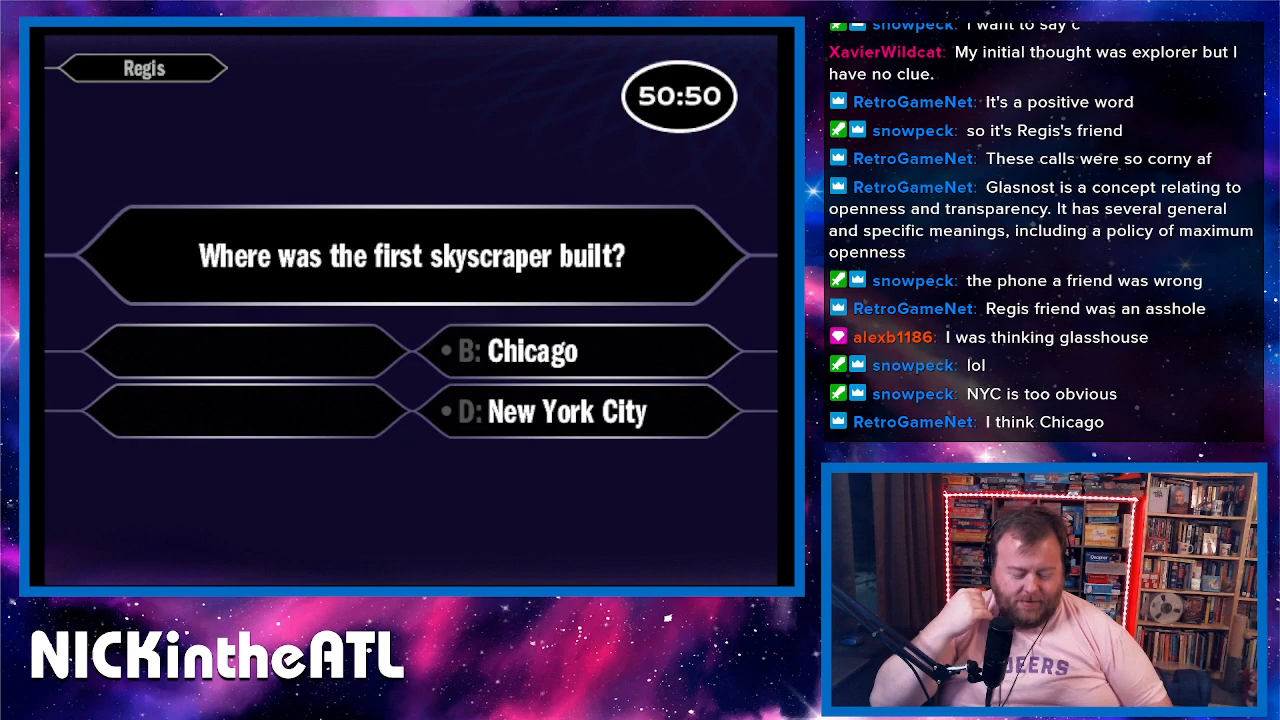 Regis
50:50
Where was the first skyscraper built?
• B: Chicago
• D: New York City
NICKintheATL
snowpeck: I want to say c
XavierWildcat: My initial thought was explorer but I
have no clue.
RetroGameNet: It's a positive word
snowpeck: so it's Regis's friend
RetroGameNet: These calls were so corny af
RetroGameNet: Glasnost is a concept relating to
openness and transparency. It has several general
and specific meanings, including a policy of maximum
openness
snowpeck: the phone a friend was wrong
RetroGameNet: Regis friend was an asshole
alexb1186: I was thinking glasshouse
snowpeck: lol
snowpeck: NYC is too obvious
RetroGameNet: I think Chicago